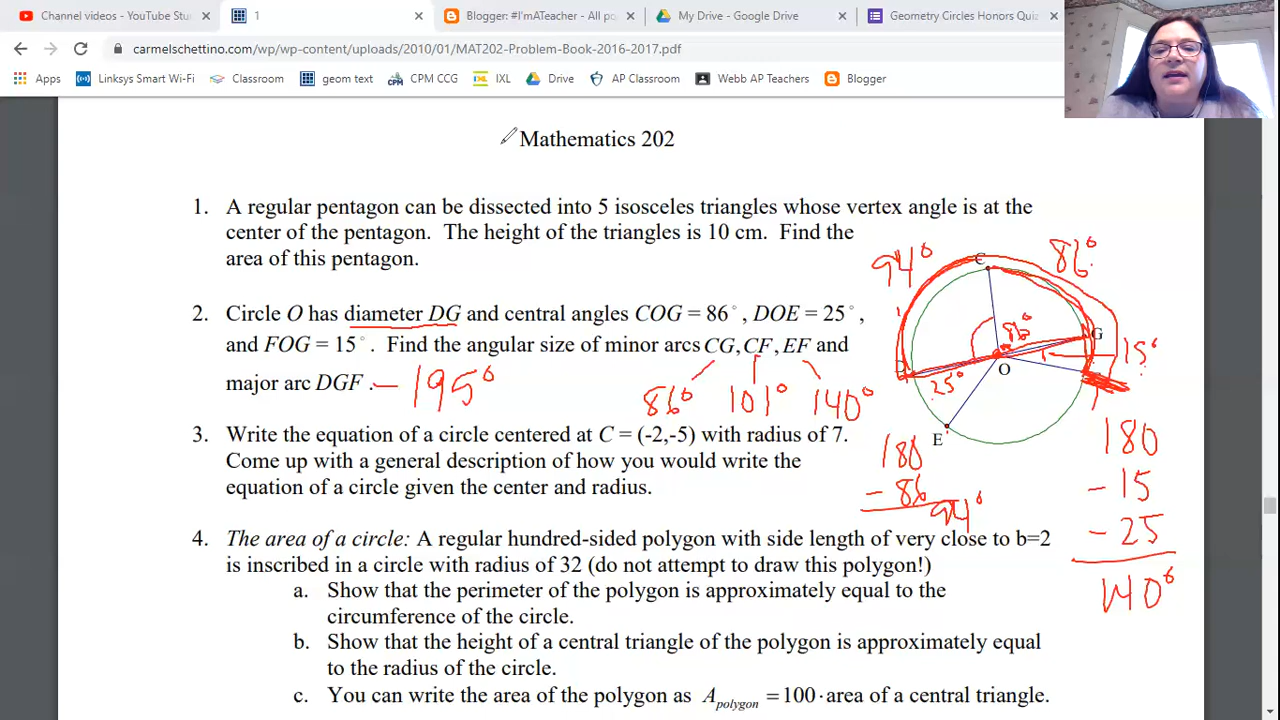 Channel videos - YouTube Stu
1
Blogger: #I'mATeacher - All po
My Drive - Google Drive
Geometry Circles Honors Quiz
carmelschettino.com/wp/wp-content/uploads/2010/01/MAT202-Problem-Book-2016-2017.pdf
Apps
Linksys Smart Wi-Fi
Classroom
geom text
CPM CCG
IXL
Drive
AP Classroom
Webb AP Teachers
Blogger
Mathematics 202
1. A regular pentagon can be dissected into 5 isosceles triangles whose vertex angle is at the
center of the pentagon. The height of the triangles is 10 cm. Find the
area of this pentagon.
2. Circle O has diameter DG and central angles COG = 86°, DOE = 25°,
and FOG = 15°. Find the angular size of minor arcs CG, CF, EF and
major arc DGF. - 195°
86° 101° 140°
94°
C
86°
86°
G
15°
D
25°
O
E
180
- 86
94°
180
- 15
- 25
140°
3. Write the equation of a circle centered at C = (-2,-5) with radius of 7.
Come up with a general description of how you would write the
equation of a circle given the center and radius.
4. The area of a circle: A regular hundred-sided polygon with side length of very close to b=2
is inscribed in a circle with radius of 32 (do not attempt to draw this polygon!)
a. Show that the perimeter of the polygon is approximately equal to the
circumference of the circle.
b. Show that the height of a central triangle of the polygon is approximately equal
to the radius of the circle.
c. You can write the area of the polygon as A polygon = 100 · area of a central triangle.